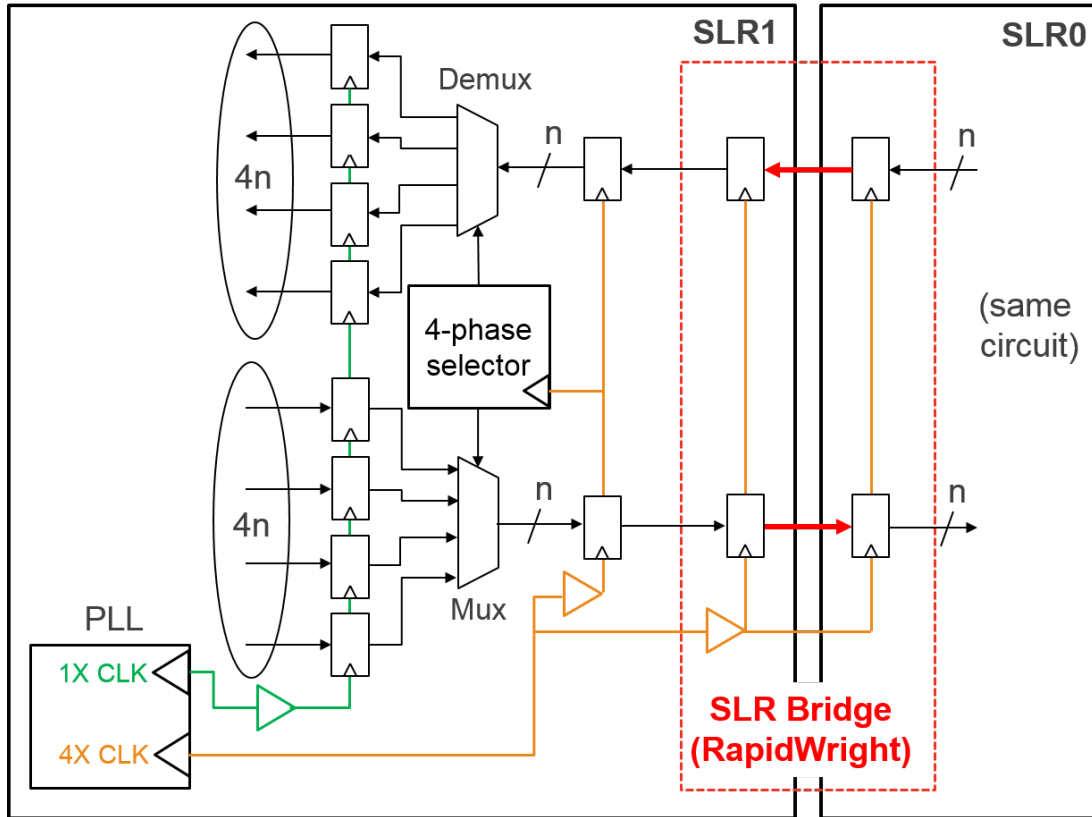 SLR1
SLR0
Demux
n
n
4n
4-phase
selector
(same
circuit)
4n
n
n
Mux
PLL
1X CLK
4X CLK
SLR Bridge
(RapidWright)